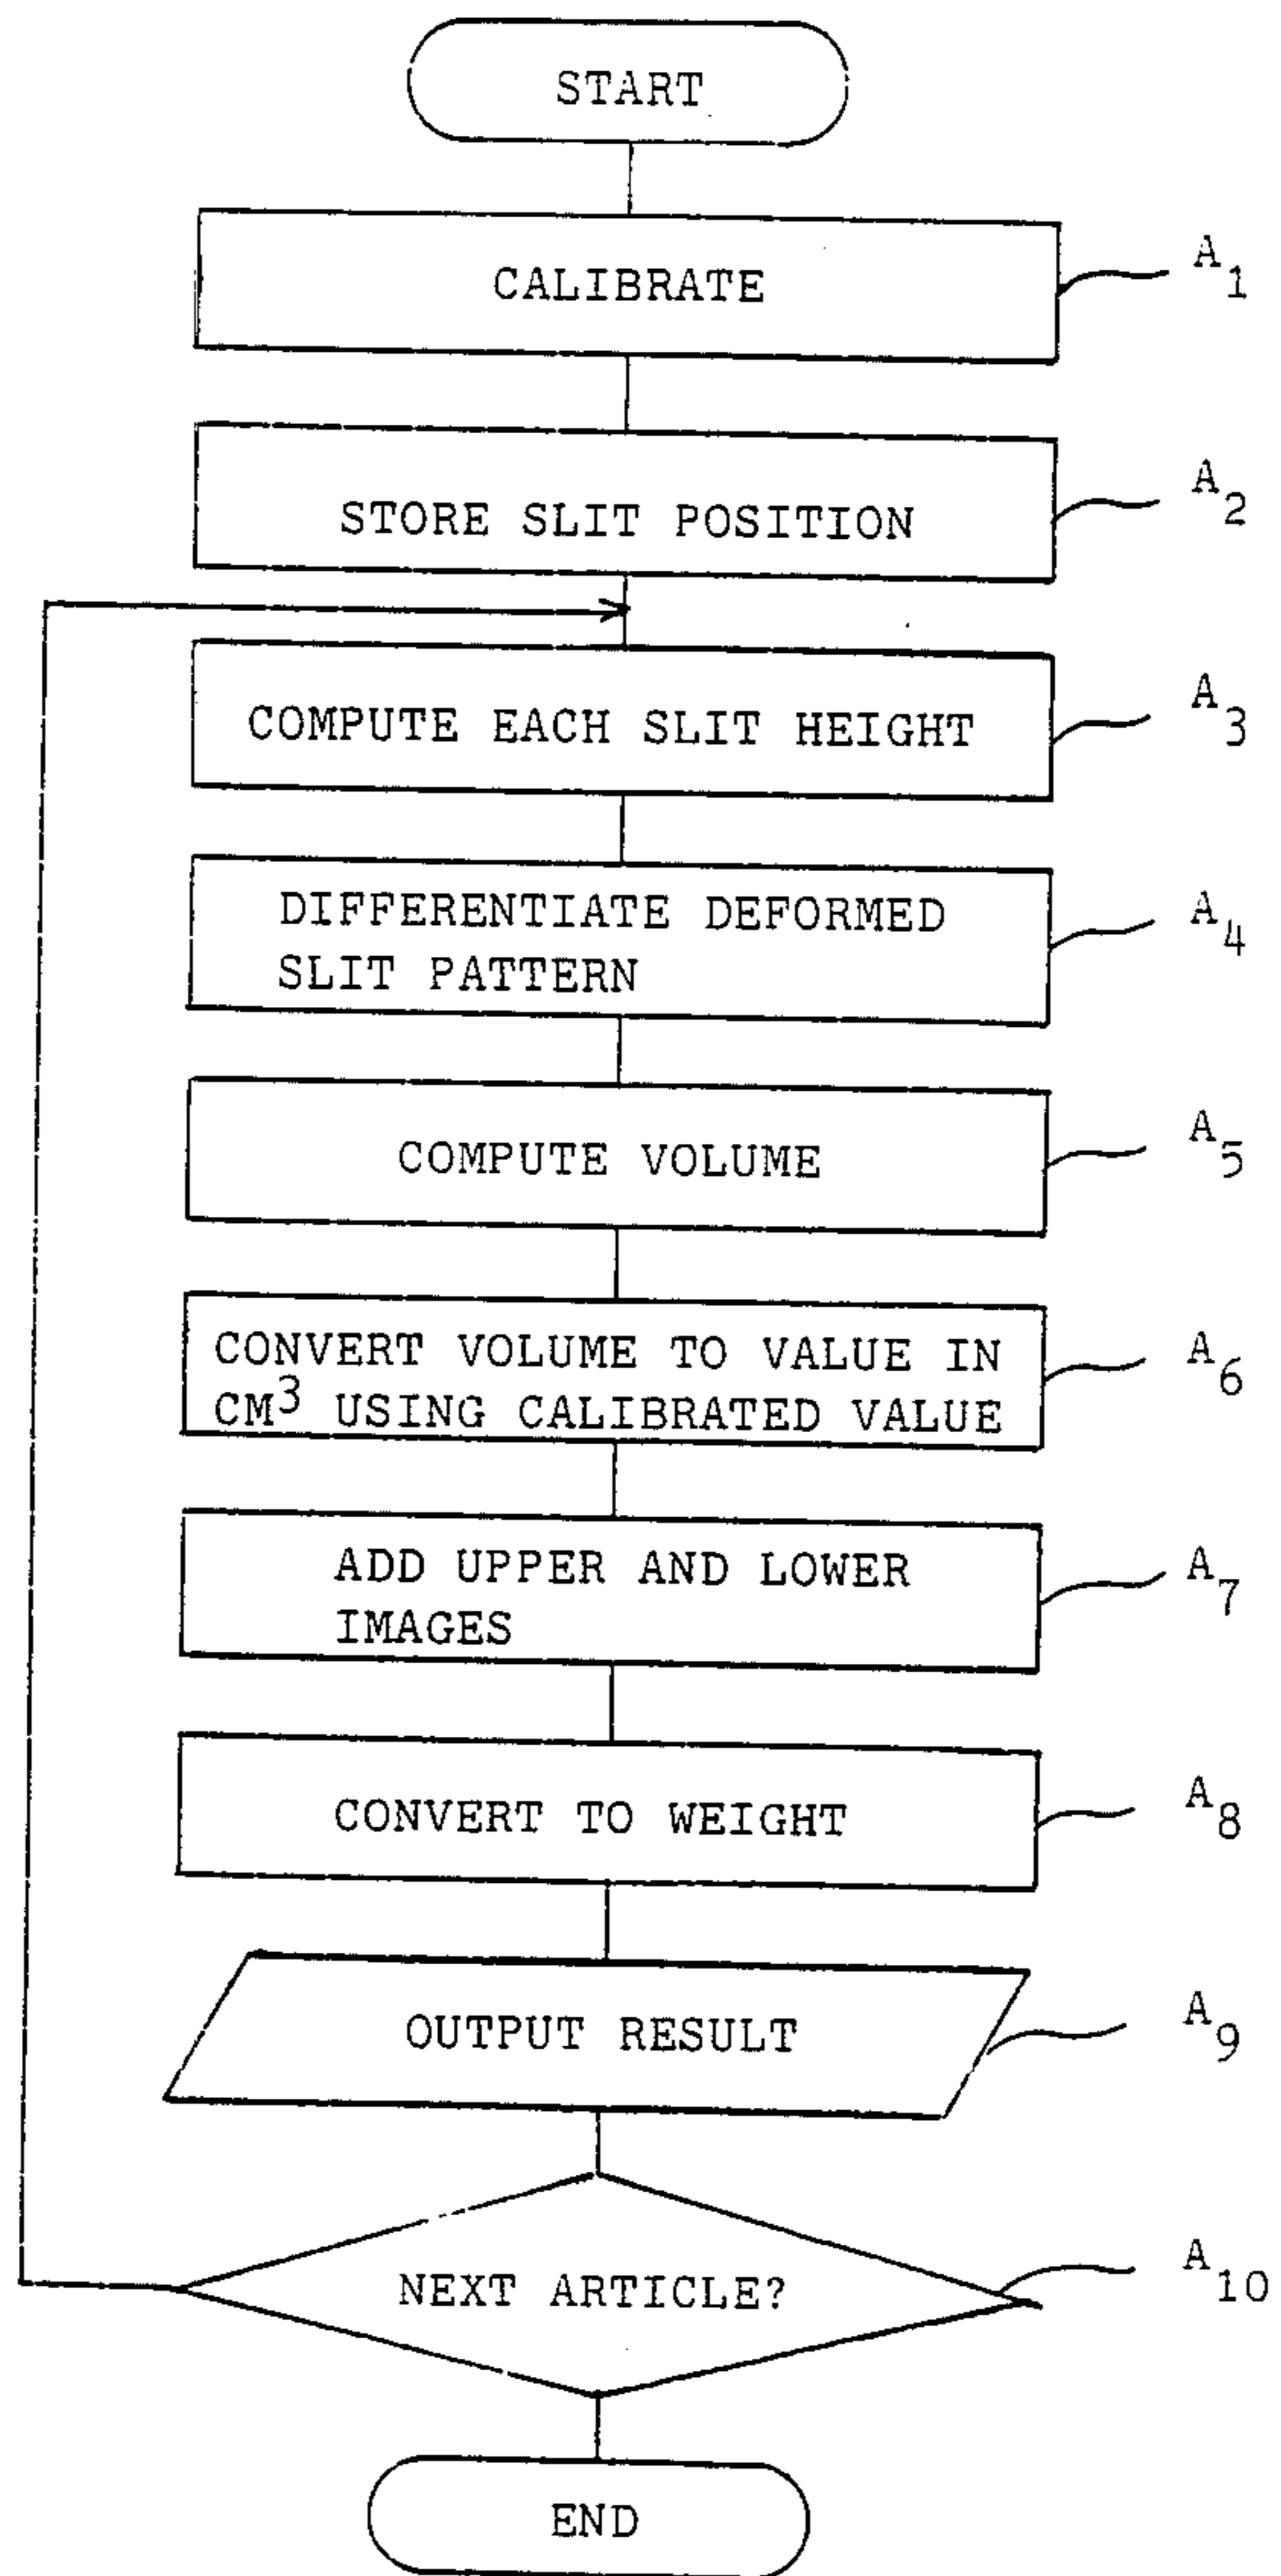 START
CALIBRATE
A1
STORE SLIT POSITION
A2
COMPUTE EACH SLIT HEIGHT
A3
DIFFERENTIATE DEFORMED
SLIT PATTERN
A4
COMPUTE VOLUME
A5
CONVERT VOLUME TO VALUE IN
CM3 USING CALIBRATED VALUE
A6
ADD UPPER AND LOWER
IMAGES
A7
CONVERT TO WEIGHT
A8
OUTPUT RESULT
A9
NEXT ARTICLE?
A10
END